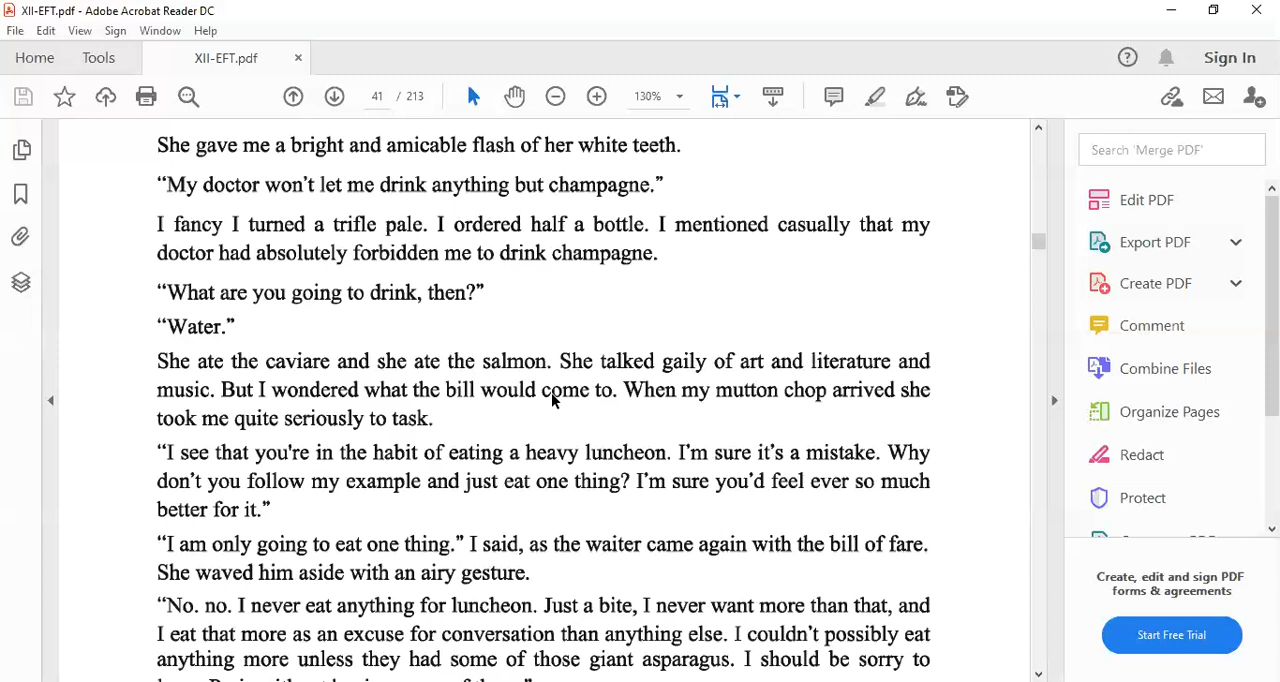 XII-EFT.pdf - Adobe Acrobat Reader DC
File Edit View Sign Window Help
Home Tools XII-EFT.pdf × Sign In
41 / 213 130%
She gave me a bright and amicable flash of her white teeth.
“My doctor won’t let me drink anything but champagne.”
I fancy I turned a trifle pale. I ordered half a bottle. I mentioned casually that my
doctor had absolutely forbidden me to drink champagne.
“What are you going to drink, then?”
“Water.”
She ate the caviare and she ate the salmon. She talked gaily of art and literature and
music. But I wondered what the bill would come to. When my mutton chop arrived she
took me quite seriously to task.
“I see that you're in the habit of eating a heavy luncheon. I’m sure it’s a mistake. Why
don’t you follow my example and just eat one thing? I’m sure you’d feel ever so much
better for it.”
“I am only going to eat one thing.” I said, as the waiter came again with the bill of fare.
She waved him aside with an airy gesture.
“No. no. I never eat anything for luncheon. Just a bite, I never want more than that, and
I eat that more as an excuse for conversation than anything else. I couldn’t possibly eat
anything more unless they had some of those giant asparagus. I should be sorry to
Search 'Merge PDF'
Edit PDF
Export PDF
Create PDF
Comment
Combine Files
Organize Pages
Redact
Protect
Create, edit and sign PDF
forms & agreements
Start Free Trial